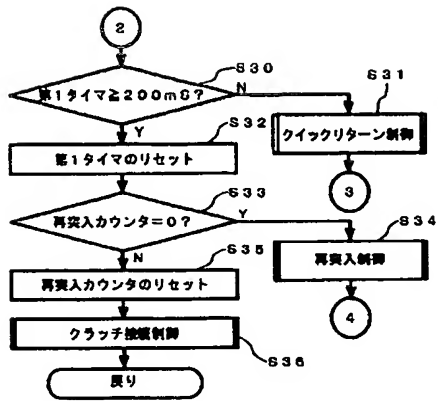 2
S30
第1タイマ≧200mS?
N
S31
クイックリターン制御
3
Y
S32
第1タイマのリセット
S33
再突入カウンタ=0?
Y
S34
再突入制御
4
N
S35
再突入カウンタのリセット
クラッチ接続制御
S36
戻り